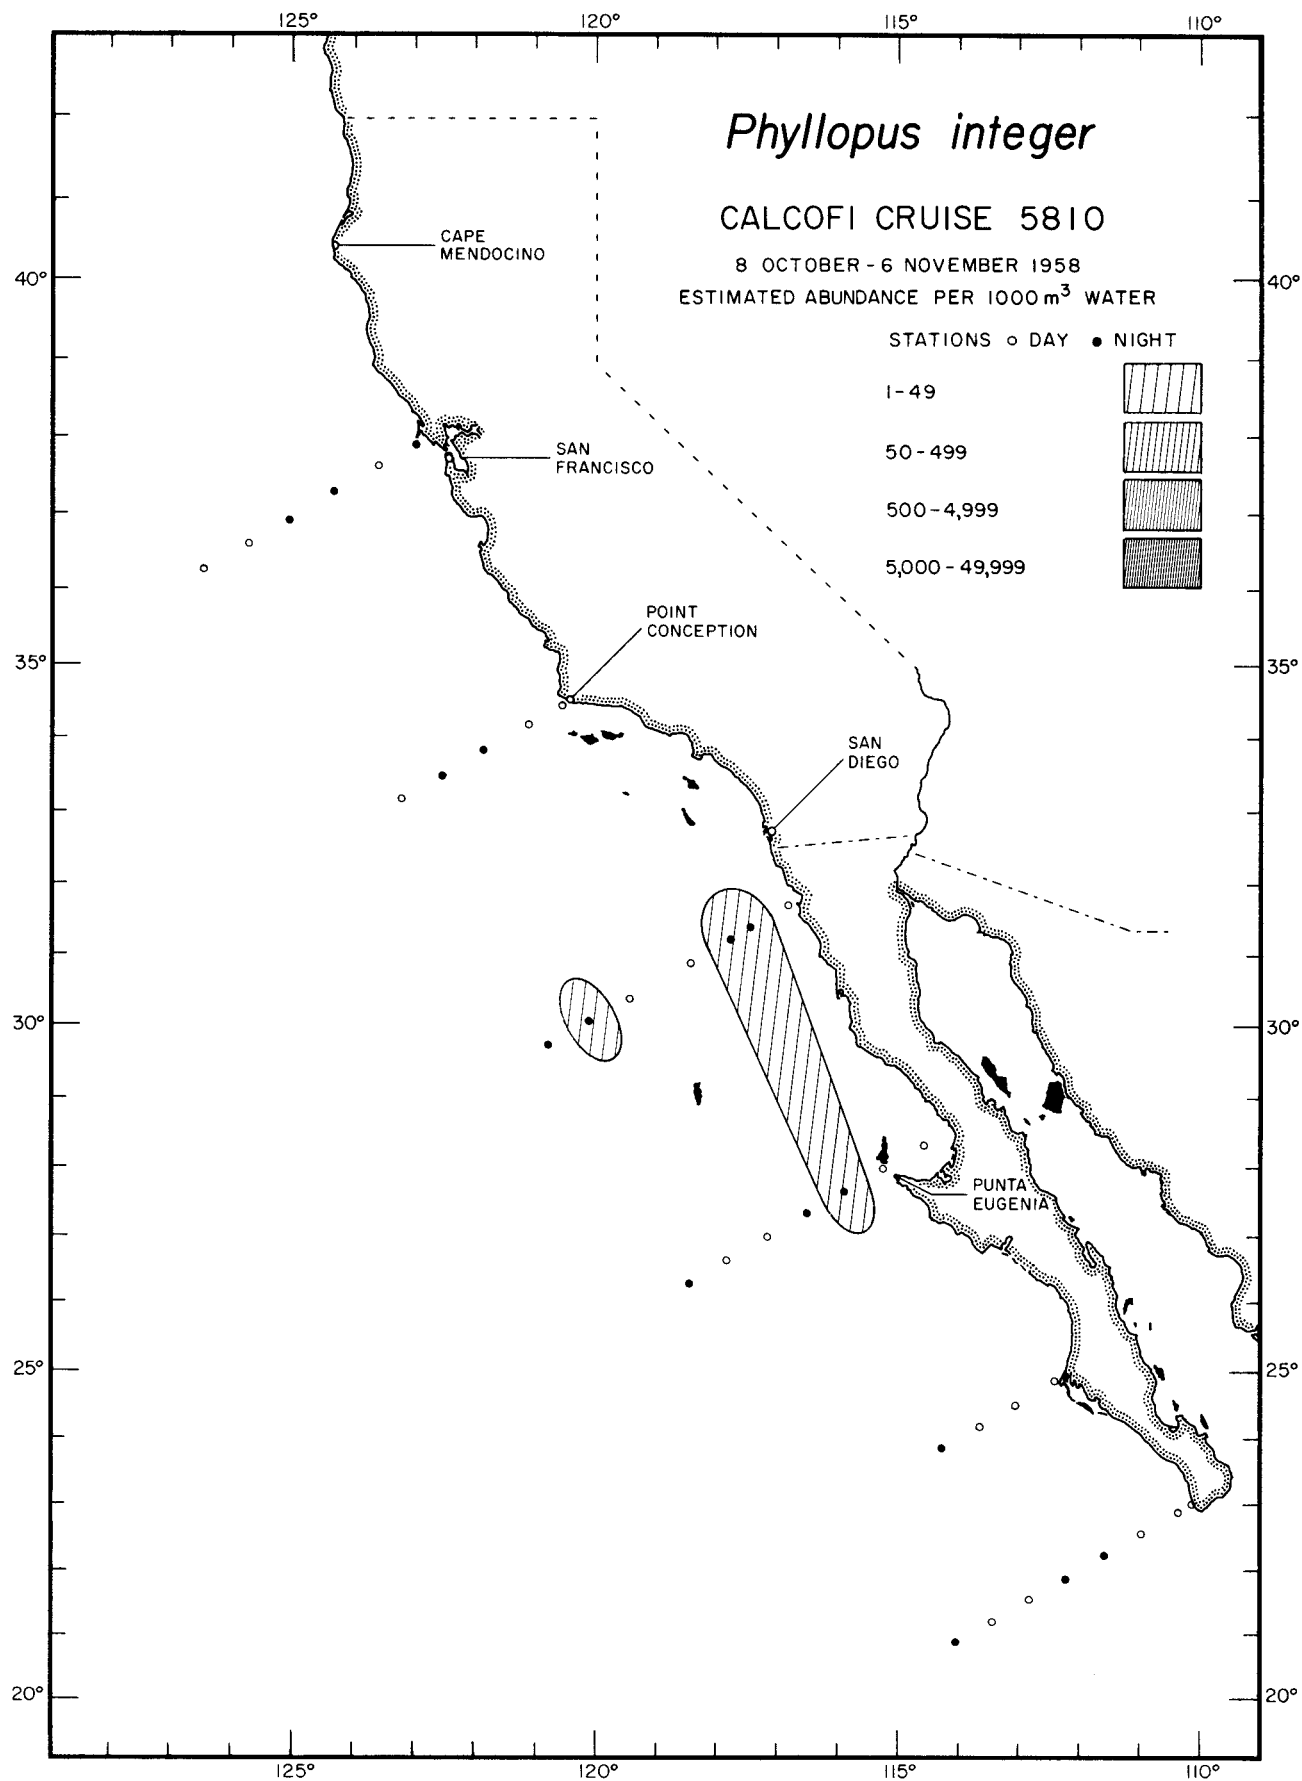 125° 120° 115° 110°
Phyllopus integer
CALCOFI CRUISE 5810
8 OCTOBER - 6 NOVEMBER 1958
ESTIMATED ABUNDANCE PER 1000 m³ WATER
STATIONS ○ DAY ● NIGHT
1-49
50-499
500-4,999
5,000-49,999
CAPE
MENDOCINO
40° 40°
SAN
FRANCISCO
POINT
CONCEPTION
35° 35°
SAN
DIEGO
30° 30°
PUNTA
EUGENIA
25° 25°
20° 20°
125° 120° 115° 110°